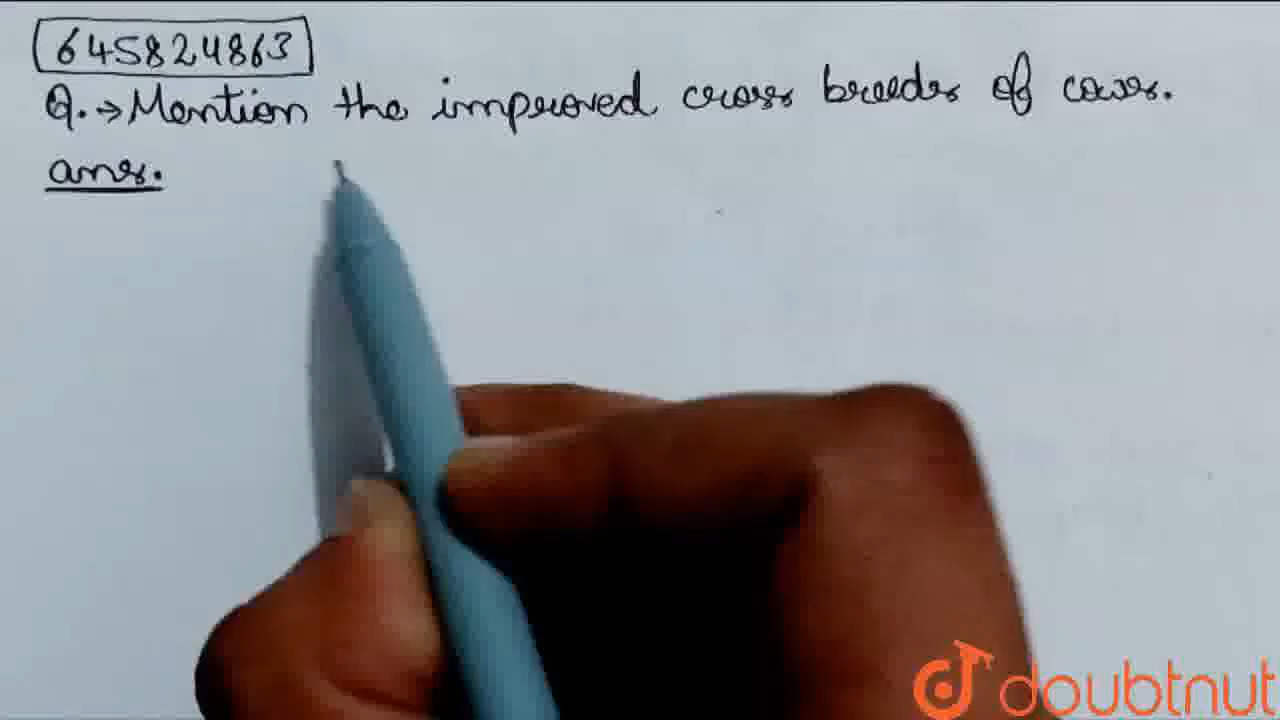 645824863
Q.→ Mention the improved cross breeds of cows.
ans.
doubtnut